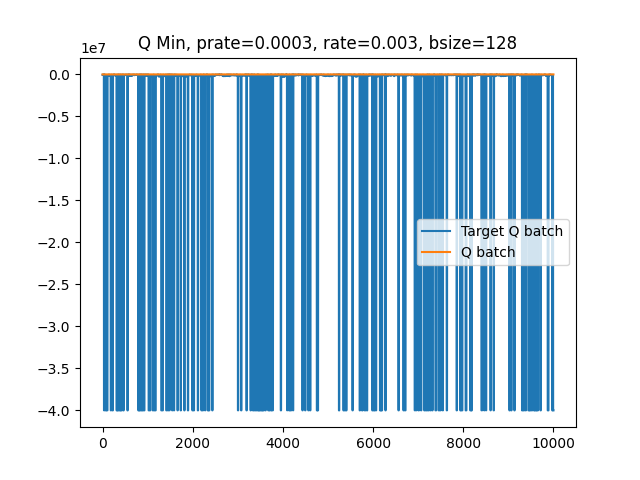 Q Min, prate=0.0003, rate=0.003, bsize=128
1e7
0.0
−0.5
−1.0
−1.5
−2.0
−2.5
−3.0
−3.5
−4.0
Target Q batch
Q batch
0 2000 4000 6000 8000 10000